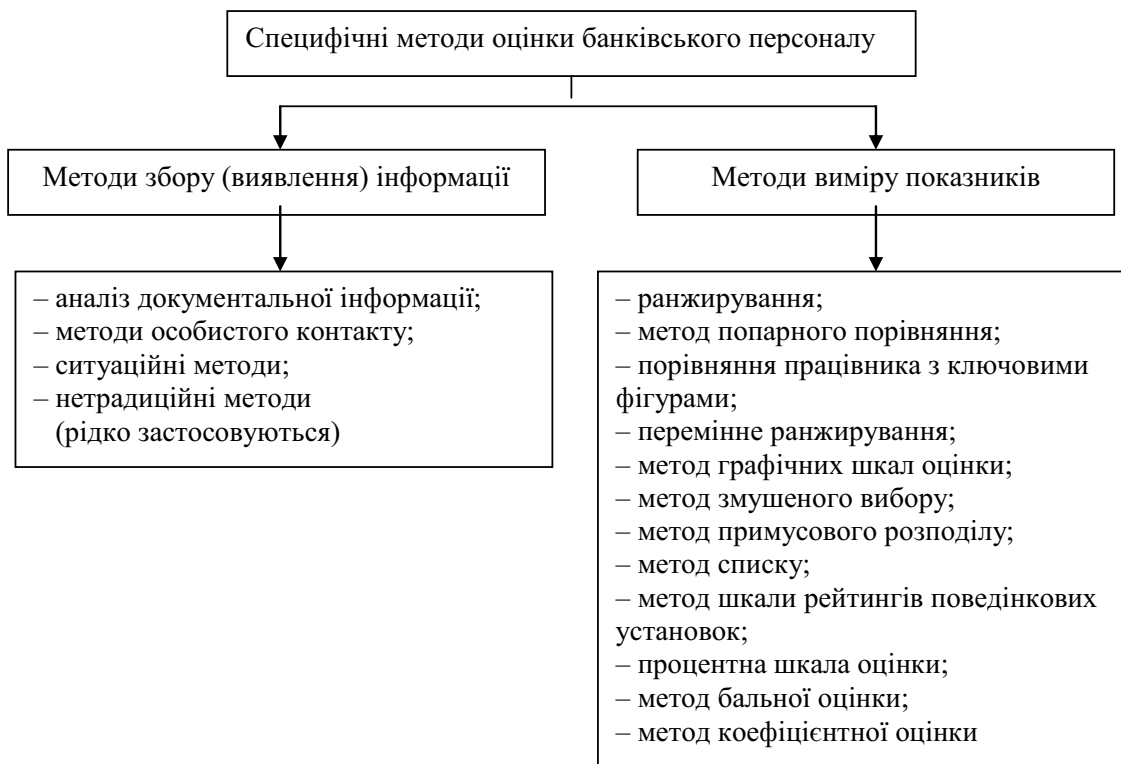 Специфічні методи оцінки банківського персоналу
Методи збору (виявлення) інформації
Методи виміру показників
– аналіз документальної інформації;
– методи особистого контакту;
– ситуаційні методи;
– нетрадиційні методи
(рідко застосовуються)
– ранжирування;
– метод попарного порівняння;
– порівняння працівника з ключовими
фігурами;
– перемінне ранжирування;
– метод графічних шкал оцінки;
– метод змушеного вибору;
– метод примусового розподілу;
– метод списку;
– метод шкали рейтингів поведінкових
установок;
– процентна шкала оцінки;
– метод бальної оцінки;
– метод коефіцієнтної оцінки